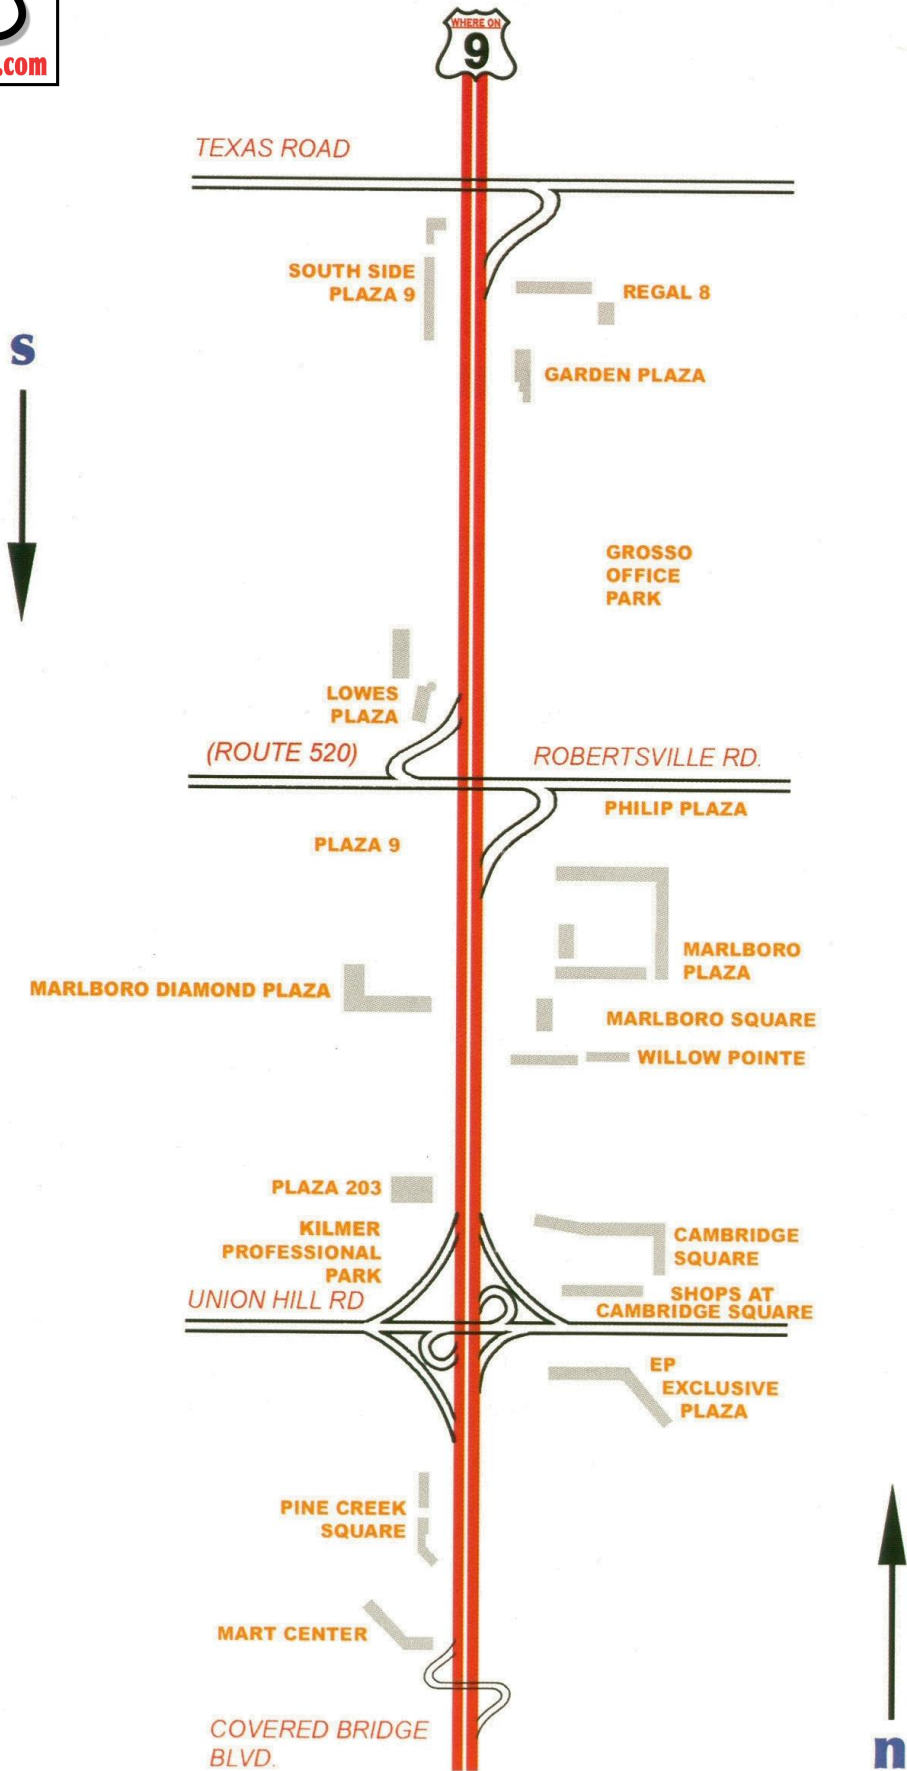 .com
WHERE ON
9
TEXAS ROAD
SOUTH SIDE
PLAZA 9
REGAL 8
S
GARDEN PLAZA
GROSSO
OFFICE
PARK
LOWES
PLAZA
(ROUTE 520)
ROBERTSVILLE RD.
PHILIP PLAZA
PLAZA 9
MARLBORO
PLAZA
MARLBORO DIAMOND PLAZA
MARLBORO SQUARE
WILLOW POINTE
PLAZA 203
KILMER
PROFESSIONAL
PARK
CAMBRIDGE
SQUARE
UNION HILL RD
SHOPS AT
CAMBRIDGE SQUARE
EP
EXCLUSIVE
PLAZA
PINE CREEK
SQUARE
MART CENTER
COVERED BRIDGE
BLVD.
n